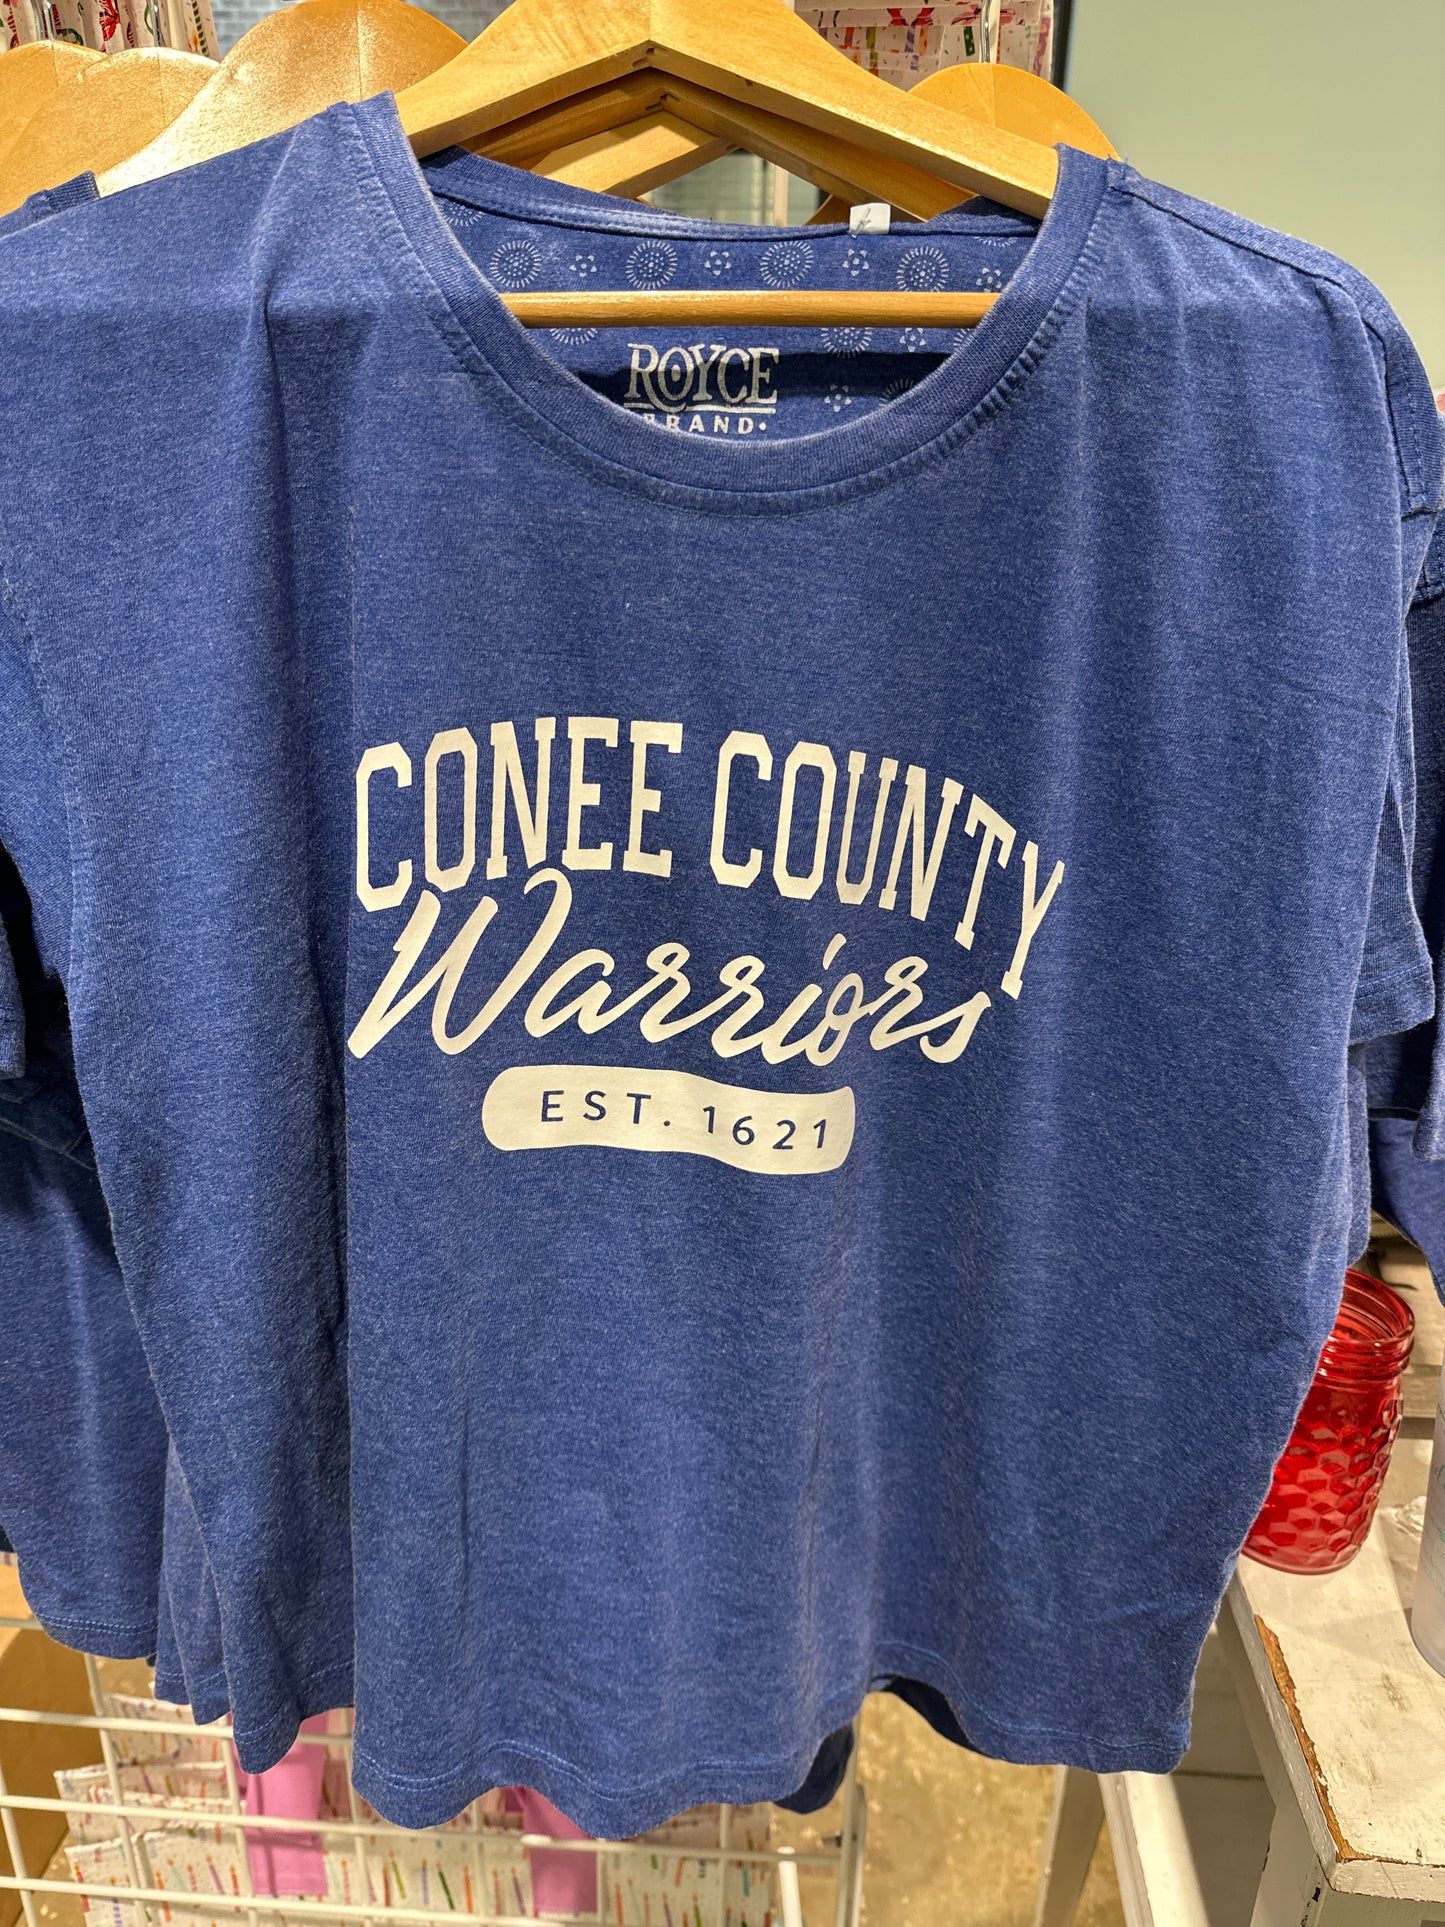 ROYCE
BRAND•
CONEE COUNTY
Warriors
EST. 1621